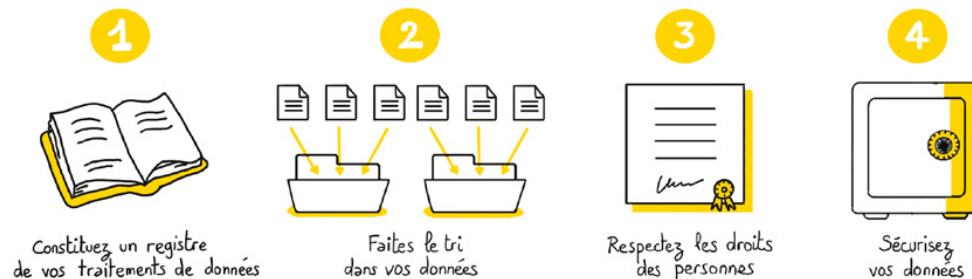 1
Constituez un registre
de vos traitements de données
2
Faites le tri
dans vos données
3
Respectez les droits
des personnes
4
Sécurisez
vos données